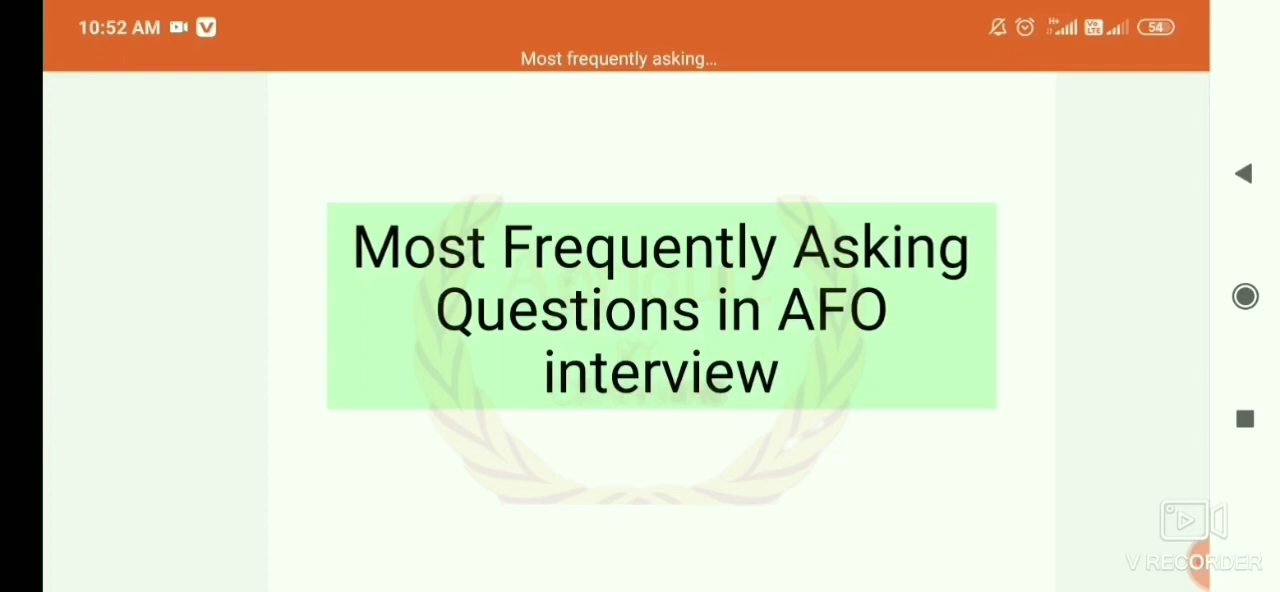 10:52 AM
54
Most frequently asking...
Most Frequently Asking
Questions in AFO
interview
V RECORDER